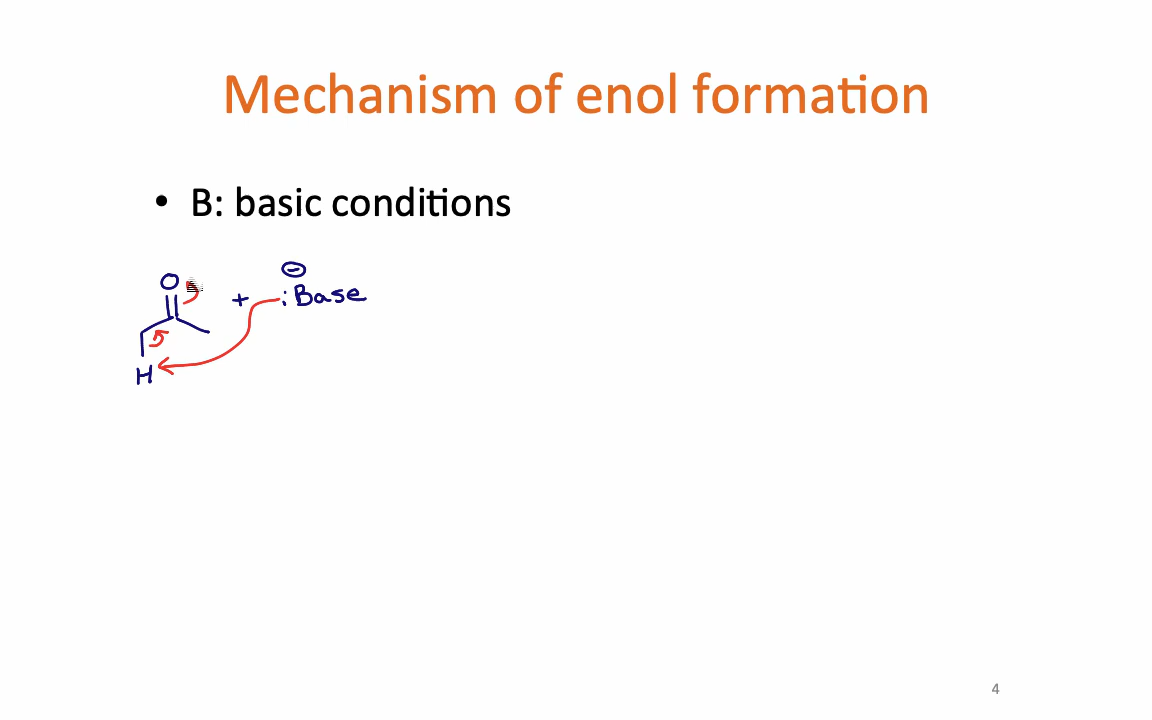 Mechanism of enol formation
• B: basic conditions
⊖
O
+ :Base
H
4